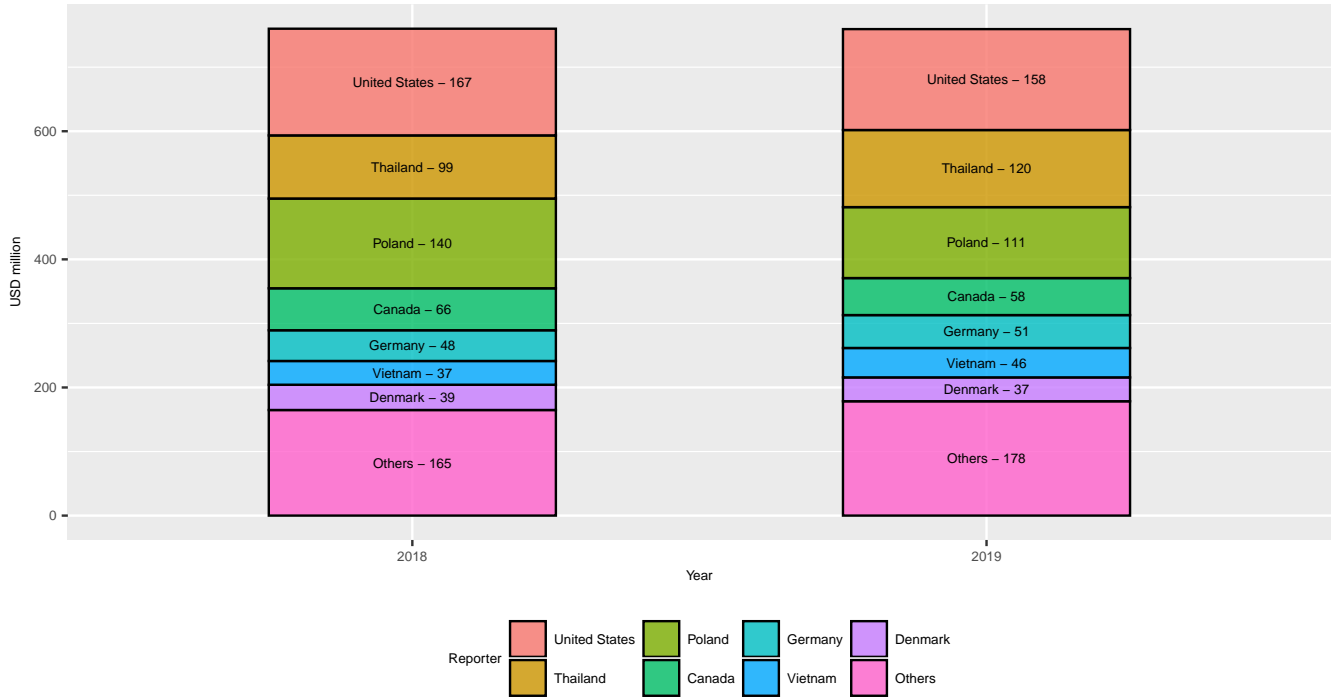 United States – 167
Thailand – 99
Poland – 140
Canada – 66
Germany – 48
Vietnam – 37
Denmark – 39
Others – 165
United States – 158
Thailand – 120
Poland – 111
Canada – 58
Germany – 51
Vietnam – 46
Denmark – 37
Others – 178
600
400
200
0
USD million
2018
2019
Year
Reporter
United States
Thailand
Poland
Canada
Germany
Vietnam
Denmark
Others